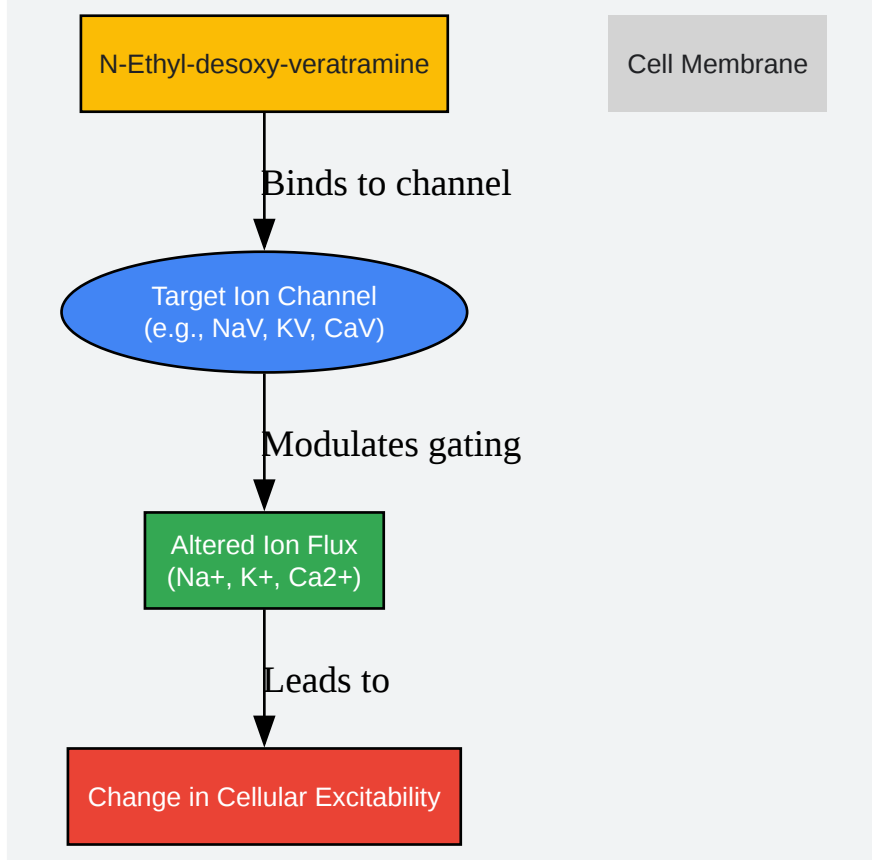 N-Ethyl-desoxy-veratramine
Cell Membrane
Binds to channel
Target Ion Channel
(e.g., NaV, KV, CaV)
Modulates gating
Altered Ion Flux
(Na+, K+, Ca2+)
Leads to
Change in Cellular Excitability